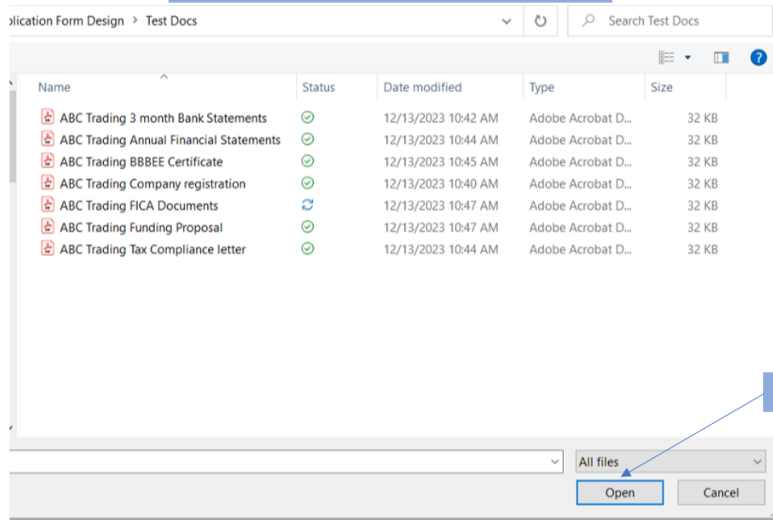 plication Form Design > Test Docs Search Test Docs
Name Status Date modified Type Size
ABC Trading 3 month Bank Statements 12/13/2023 10:42 AM Adobe Acrobat D... 32 KB
ABC Trading Annual Financial Statements 12/13/2023 10:44 AM Adobe Acrobat D... 32 KB
ABC Trading BBBEE Certificate 12/13/2023 10:45 AM Adobe Acrobat D... 32 KB
ABC Trading Company registration 12/13/2023 10:40 AM Adobe Acrobat D... 32 KB
ABC Trading FICA Documents 12/13/2023 10:47 AM Adobe Acrobat D... 32 KB
ABC Trading Funding Proposal 12/13/2023 10:47 AM Adobe Acrobat D... 32 KB
ABC Trading Tax Compliance letter 12/13/2023 10:44 AM Adobe Acrobat D... 32 KB
All files
Open Cancel